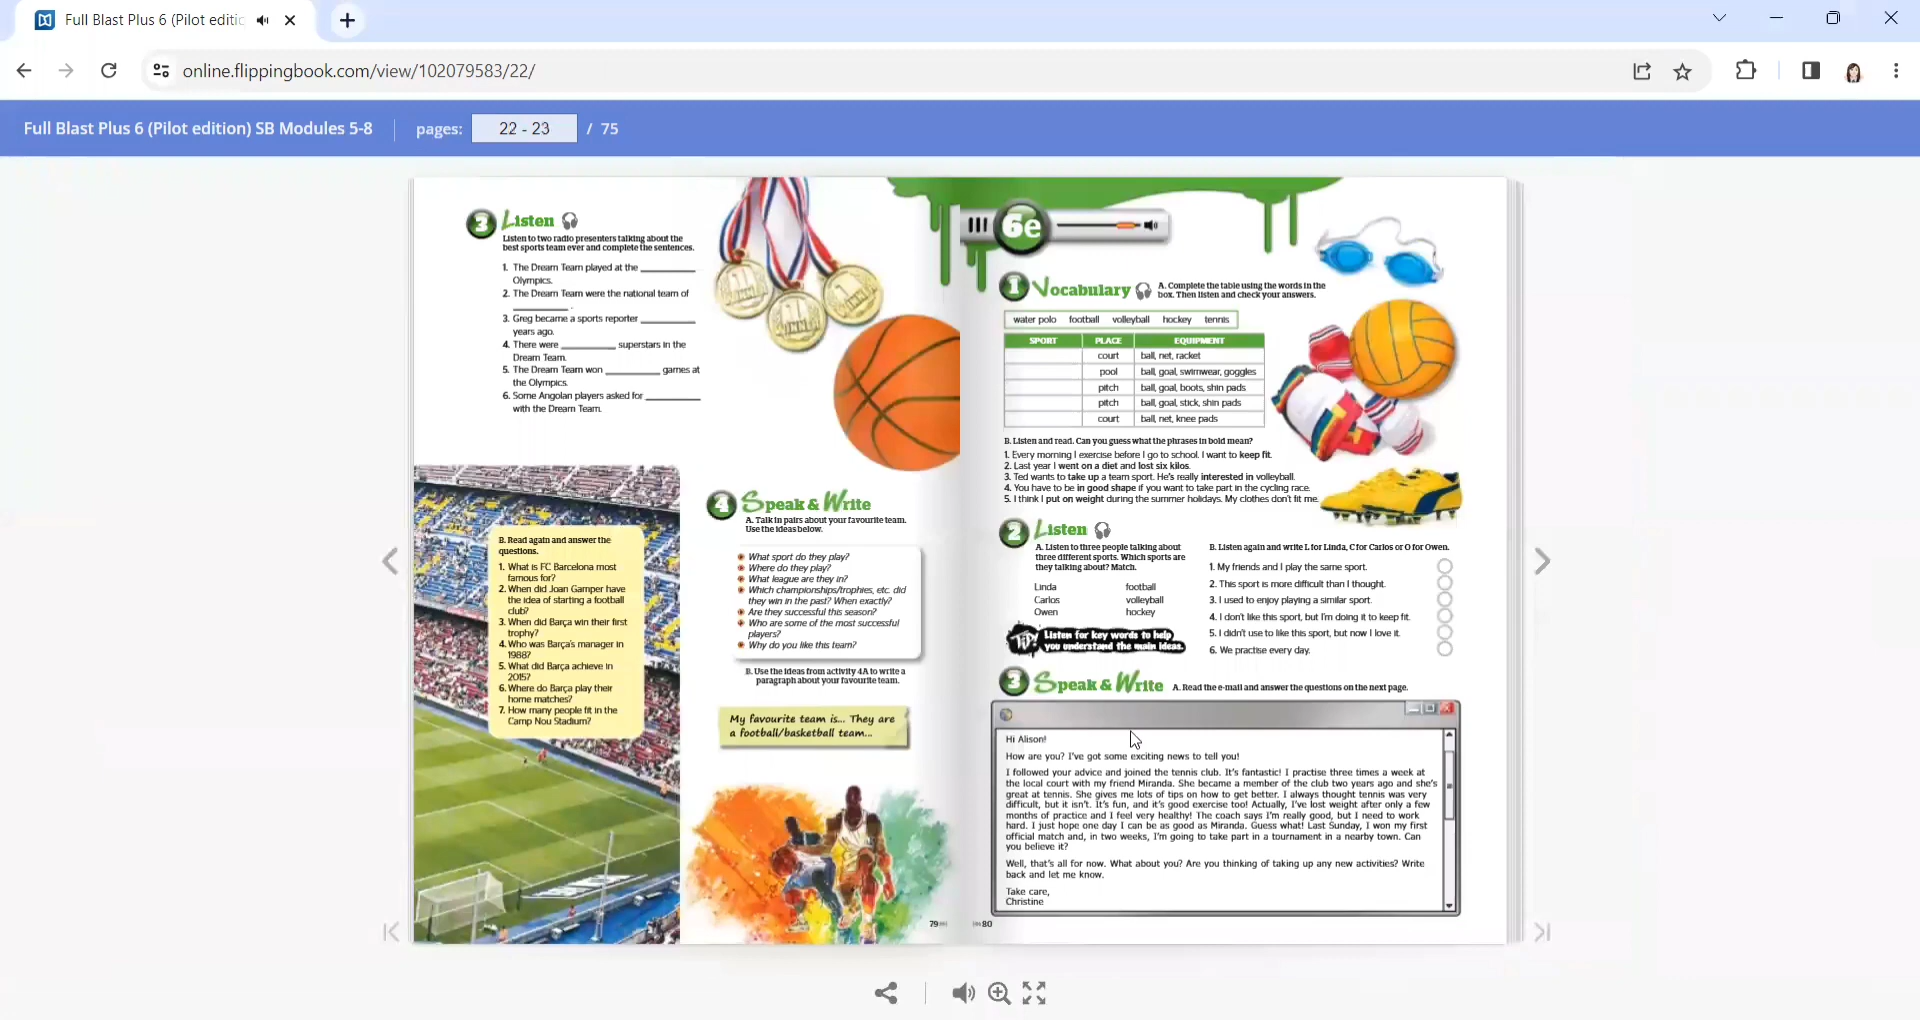 Full Blast Plus 6 (Pilot editic
online.flippingbook.com/view/102079583/22/
Full Blast Plus 6 (Pilot edition) SB Modules 5-8
pages:
22 - 23
/ 75
3 Listen
Listen to two radio presenters talking about the
best sports team ever and complete the sentences.
1. The Dream Team played at the __________
Olympics.
2. The Dream Team were the national team of
__________.
3. Greg became a sports reporter __________
years ago.
4. There were __________ superstars in the
Dream Team.
5. The Dream Team won __________ games at
the Olympics.
6. Some Angolan players asked for __________
with the Dream Team.
B. Read again and answer the
questions.
1. What is FC Barcelona most
famous for?
2. When did Joan Gamper have
the idea of starting a football
club?
3. When did Barça win their first
trophy?
4. Who was Barça's manager in
1988?
5. What did Barça achieve in
2015?
6. Where do Barça play their
home matches?
7. How many people fit in the
Camp Nou Stadium?
4 Speak & Write
A. Talk in pairs about your favourite team.
Use the ideas below.
What sport do they play?
Where do they play?
What league are they in?
Which championships/trophies, etc. did
they win in the past? When exactly?
Are they successful this season?
Who are some of the most successful
players?
Why do you like this team?
B. Use the ideas from activity 4A to write a
paragraph about your favourite team.
My favourite team is... They are
a football/basketball team...
79
6e
1 Vocabulary
A. Complete the table using the words in the
box. Then listen and check your answers.
water polo football volleyball hockey tennis
SPORT PLACE EQUIPMENT
court ball, net, racket
pool ball, goal, swimwear, goggles
pitch ball, goal, boots, shin pads
pitch ball, goal, stick, shin pads
court ball, net, knee pads
B. Listen and read. Can you guess what the phrases in bold mean?
1. Every morning I exercise before I go to school. I want to keep fit.
2. Last year I went on a diet and lost six kilos.
3. Ted wants to take up a team sport. He's really interested in volleyball.
4. You have to be in good shape if you want to take part in the cycling race.
5. I think I put on weight during the summer holidays. My clothes don't fit me.
2 Listen
A. Listen to three people talking about
three different sports. Which sports are
they talking about? Match.
Linda football
Carlos volleyball
Owen hockey
TIP! Listen for key words to help
you understand the main ideas.
B. Listen again and write L for Linda, C for Carlos or O for Owen.
1. My friends and I play the same sport.
2. This sport is more difficult than I thought.
3. I used to enjoy playing a similar sport.
4. I don't like this sport, but I'm doing it to keep fit.
5. I didn't use to like this sport, but now I love it.
6. We practise every day.
3 Speak & Write A. Read the e-mail and answer the questions on the next page.
Hi Alison!
How are you? I've got some exciting news to tell you!
I followed your advice and joined the tennis club. It's fantastic! I practise three times a week at
the local court with my friend Miranda. She became a member of the club two years ago and she's
great at tennis. She gives me lots of tips on how to get better. I always thought tennis was very
difficult, but it isn't. It's fun, and it's good exercise too! Actually, I've lost weight after only a few
months of practice and I feel very healthy! The coach says I'm really good, but I need to work
hard. I just hope one day I can be as good as Miranda. Guess what! Last Sunday, I won my first
official match and, in two weeks, I'm going to take part in a tournament in a nearby town. Can
you believe it?
Well, that's all for now. What about you? Are you thinking of taking up any new activities? Write
back and let me know.
Take care,
Christine
80